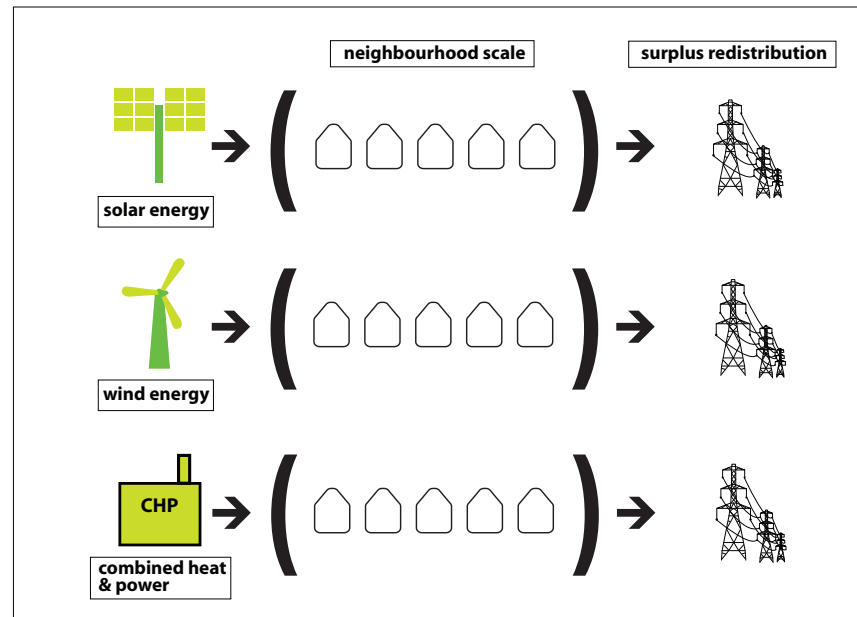 neighbourhood scale
surplus redistribution
solar energy
wind energy
CHP
combined heat
& power